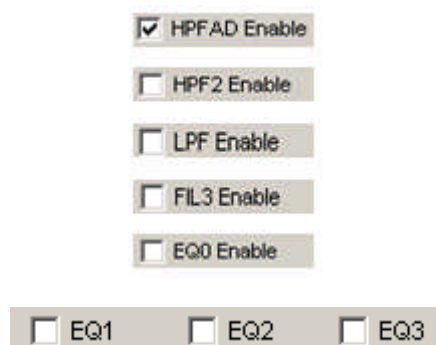 HPFAD Enable
HPF2 Enable
LPF Enable
FIL3 Enable
EQ0 Enable
EQ1 EQ2 EQ3